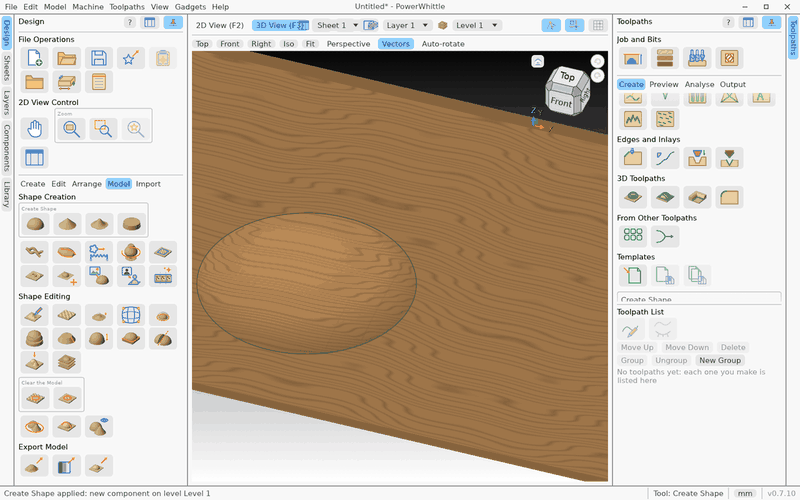 Untitled* - PowerWhittle
File Edit Model Machine Toolpaths View Gadgets Help
Design
Sheets
Layers
Components
Library
Design
?
File Operations
2D View Control
Zoom
Create Edit Arrange Model Import
Shape Creation
Create Shape
Shape Editing
Clear the Model
Export Model
2D View (F2) 3D View (F3) Sheet 1 Layer 1 Level 1
Top Front Right Iso Fit Perspective Vectors Auto-rotate
Top
Front
Right
Z
Toolpaths
?
Job and Bits
Create Preview Analyse Output
Edges and Inlays
3D Toolpaths
From Other Toolpaths
Templates
Create Shape
Toolpath List
Move Up Move Down Delete
Group Ungroup New Group
No toolpaths yet: each one you make is
listed here
Toolpaths
Create Shape applied: new component on level Level 1
Tool: Create Shape mm v0.7.10